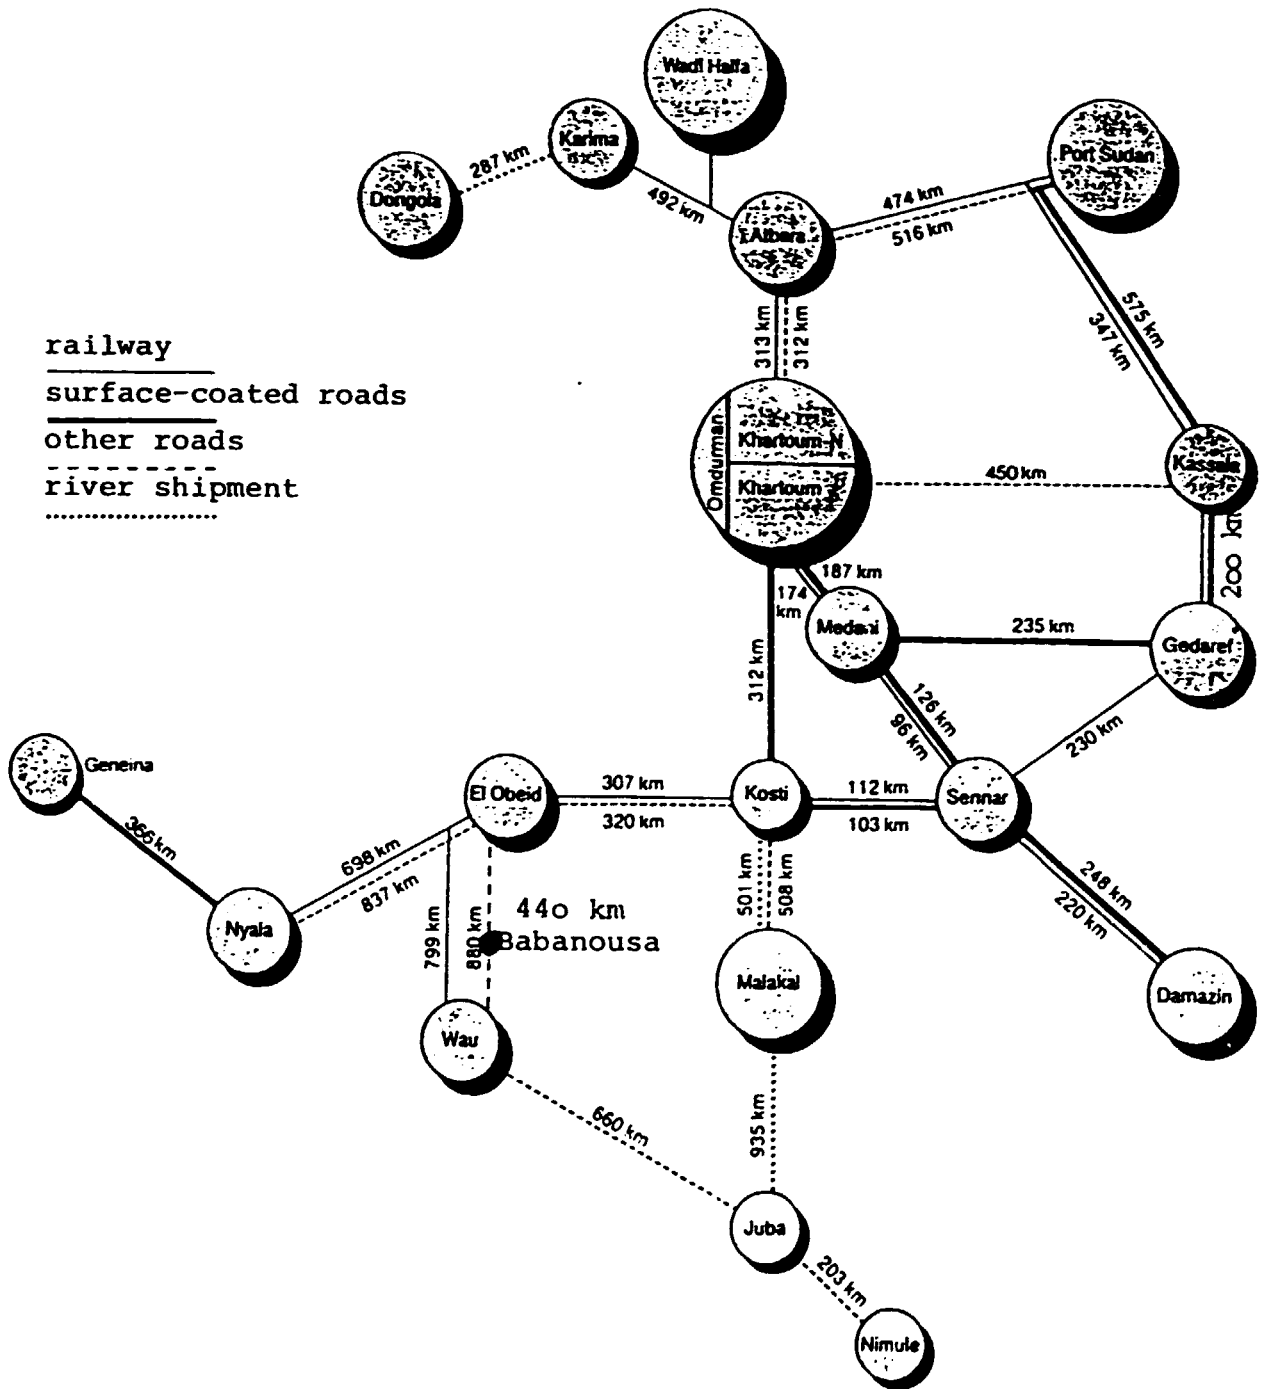 Wadi Halfa
Karima
Port Sudan
287 km
Dongola
492 km
474 km
Atbara
516 km
railway
surface-coated roads
other roads
river shipment
313 km
312 km
575 km
347 km
Omdurman
Khartoum-N
Khartoum
450 km
Kassala
200 km
187 km
174
km
Medani
235 km
Gedaref
312 km
126 km
96 km
230 km
Geneina
El Obeid
307 km
320 km
Kosti
112 km
103 km
Sennar
366 km
698 km
837 km
501 km
508 km
248 km
220 km
Nyala
799 km
880 km
44o km
Babanousa
Malakal
Damazin
Wau
660 km
935 km
Juba
203 km
Nimule